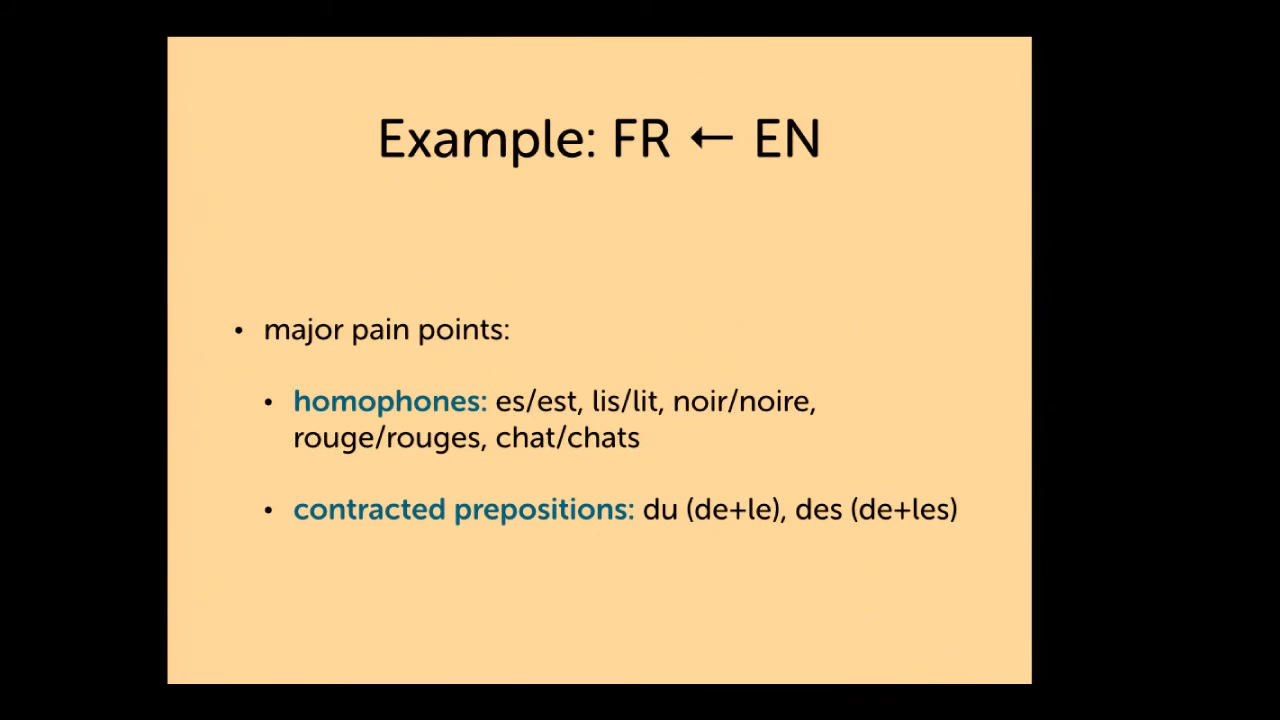 Example: FR ← EN
• major pain points:
• homophones: es/est, lis/lit, noir/noire,
rouge/rouges, chat/chats
• contracted prepositions: du (de+le), des (de+les)